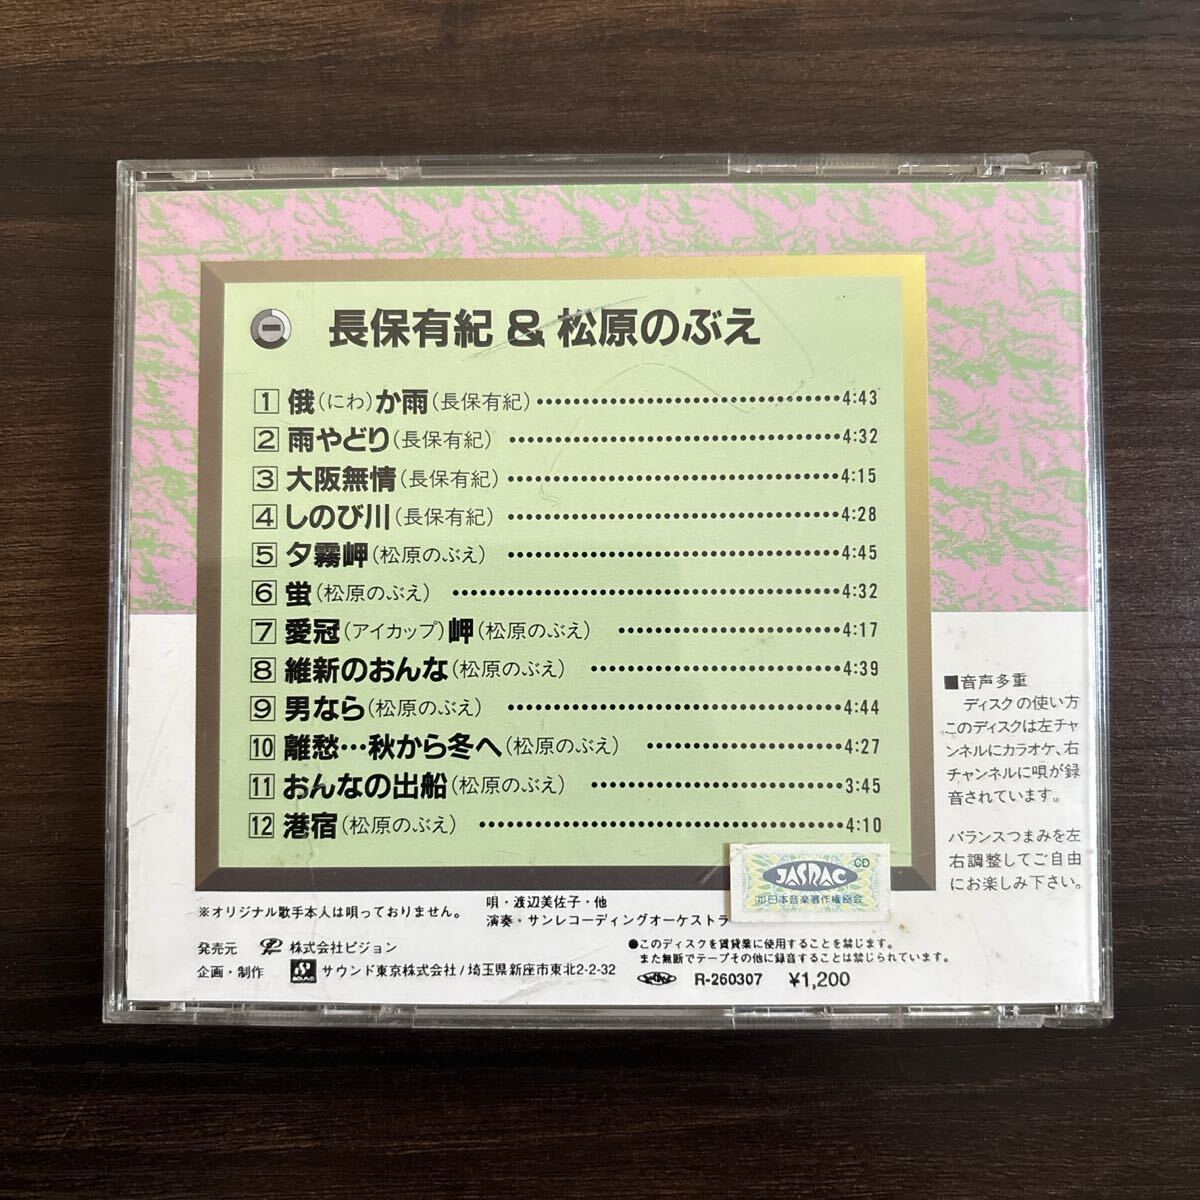 長保有紀 & 松原のぶえ
1 俄(にわ)か雨(長保有紀)・・・・・・・・・・・・・・・・・・・・・・・・・・・・・・4:43
2 雨やどり(長保有紀)・・・・・・・・・・・・・・・・・・・・・・・・・・・・・・4:32
3 大阪無情(長保有紀)・・・・・・・・・・・・・・・・・・・・・・・・・・・・・・4:15
4 しのび川(長保有紀)・・・・・・・・・・・・・・・・・・・・・・・・・・・・・・4:28
5 夕霧岬(松原のぶえ)・・・・・・・・・・・・・・・・・・・・・・・・・・・・・・4:45
6 蛍(松原のぶえ)・・・・・・・・・・・・・・・・・・・・・・・・・・・・・・4:32
7 愛冠(アイカップ)岬(松原のぶえ)・・・・・・・・・・・・・・・・・・・・4:17
8 維新のおんな(松原のぶえ)・・・・・・・・・・・・・・・・・・・・・・4:39
9 男なら(松原のぶえ)・・・・・・・・・・・・・・・・・・・・・・・・・・・・・・4:44
10 離愁…秋から冬へ(松原のぶえ)・・・・・・・・・・・・・・・・・・4:27
11 おんなの出船(松原のぶえ)・・・・・・・・・・・・・・・・・・・・・・3:45
12 港宿(松原のぶえ)・・・・・・・・・・・・・・・・・・・・・・・・・・・・・・4:10
■音声多重
ディスクの使い方
このディスクは左チャ
ンネルにカラオケ、右
チャンネルに唄が録
音されています。
バランスつまみを左
右調整してご自由
にお楽しみ下さい。
CD
JASRAC
(社)日本音楽著作権協会
※オリジナル歌手本人は唄っておりません。
唄・渡辺美佐子・他
演奏・サンレコーディングオーケストラ
発売元 株式会社ビジョン
企画・制作 サウンド東京株式会社/埼玉県新座市東北2-2-32
●このディスクを賃貸業に使用することを禁じます。
また無断でテープその他に録音することは禁じられています。
R-260307 ¥1,200